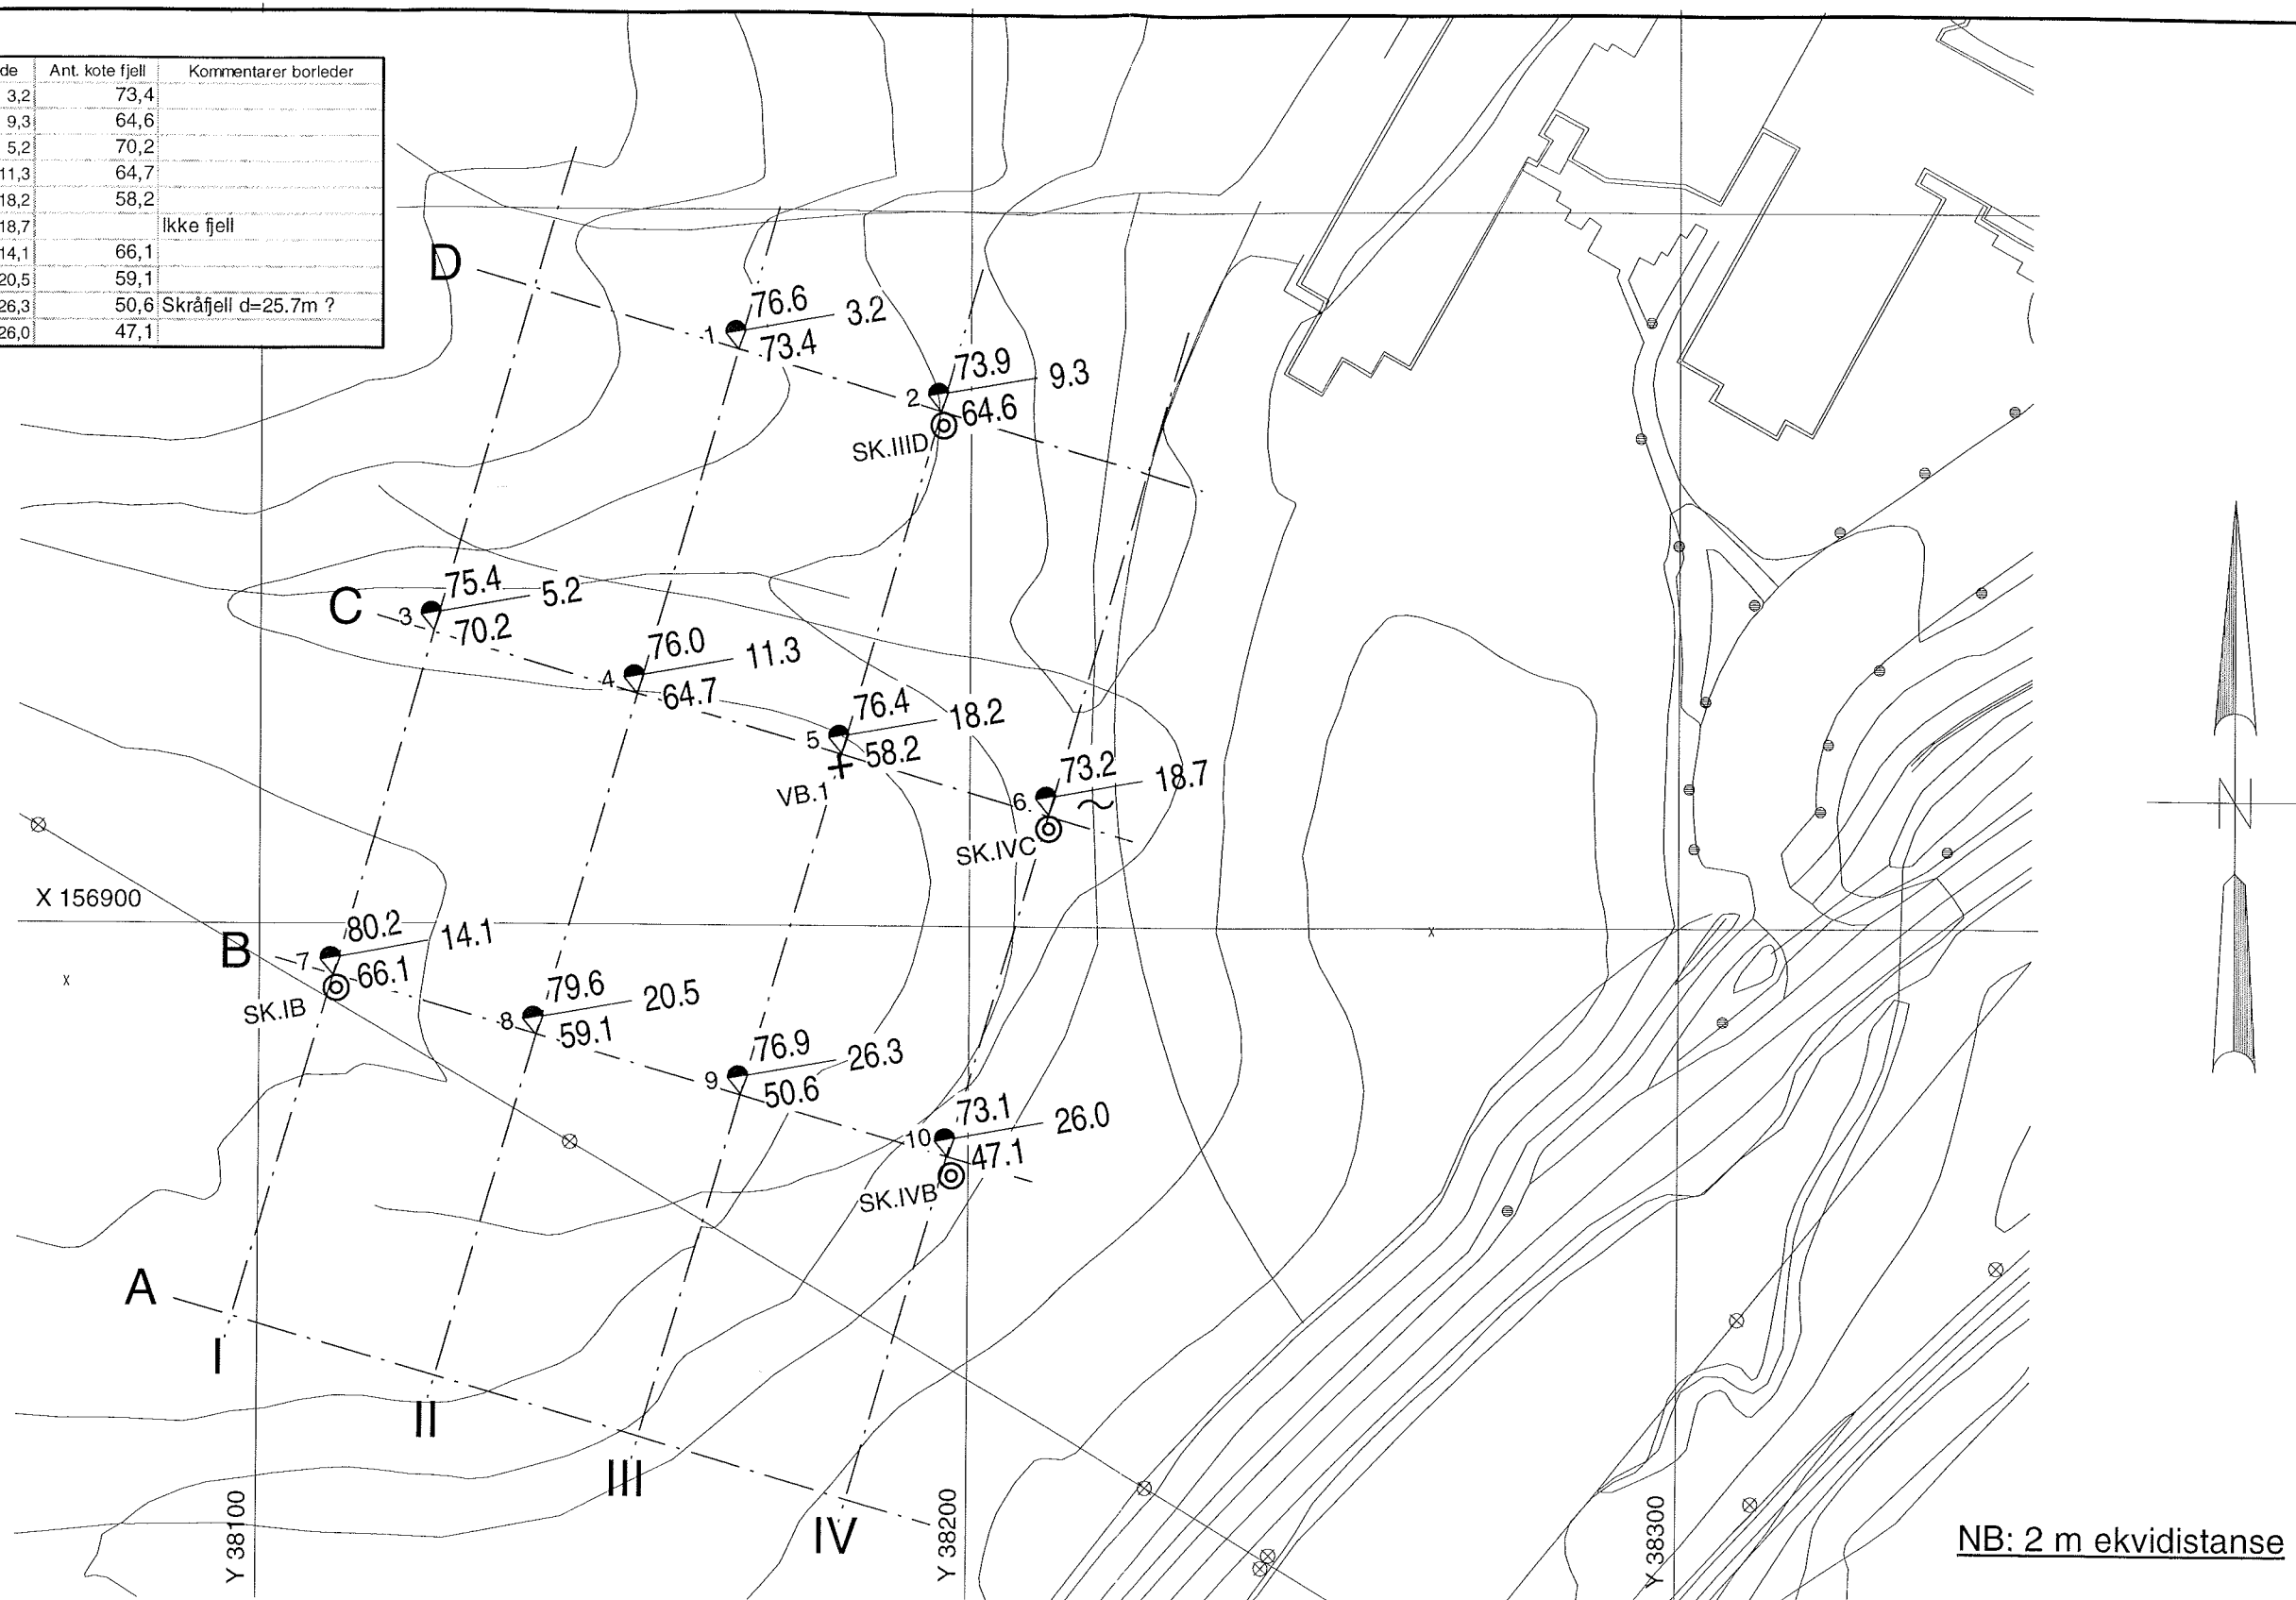 de Ant. kote fjell Kommentarer borleder
3,2 73,4
9,3 64,6
5,2 70,2
11,3 64,7
18,2 58,2
18,7 Ikke fjell
14,1 66,1
20,5 59,1
26,3 50,6 Skråfjell d=25.7m ?
26,0 47,1
D
1 76.6 3.2
73.4
2 73.9 9.3
64.6
SK.IIID
C
3 75.4 5.2
70.2
4 76.0 11.3
64.7
5 76.4 18.2
58.2
VB.1
6 73.2 18.7
SK.IVC
X 156900
B
7 80.2 14.1
66.1
SK.IB
8 79.6 20.5
59.1
9 76.9 26.3
50.6
10 73.1 26.0
47.1
SK.IVB
A
I
II
III
IV
Y 38100
Y 38200
Y 38300
N
NB: 2 m ekvidistanse